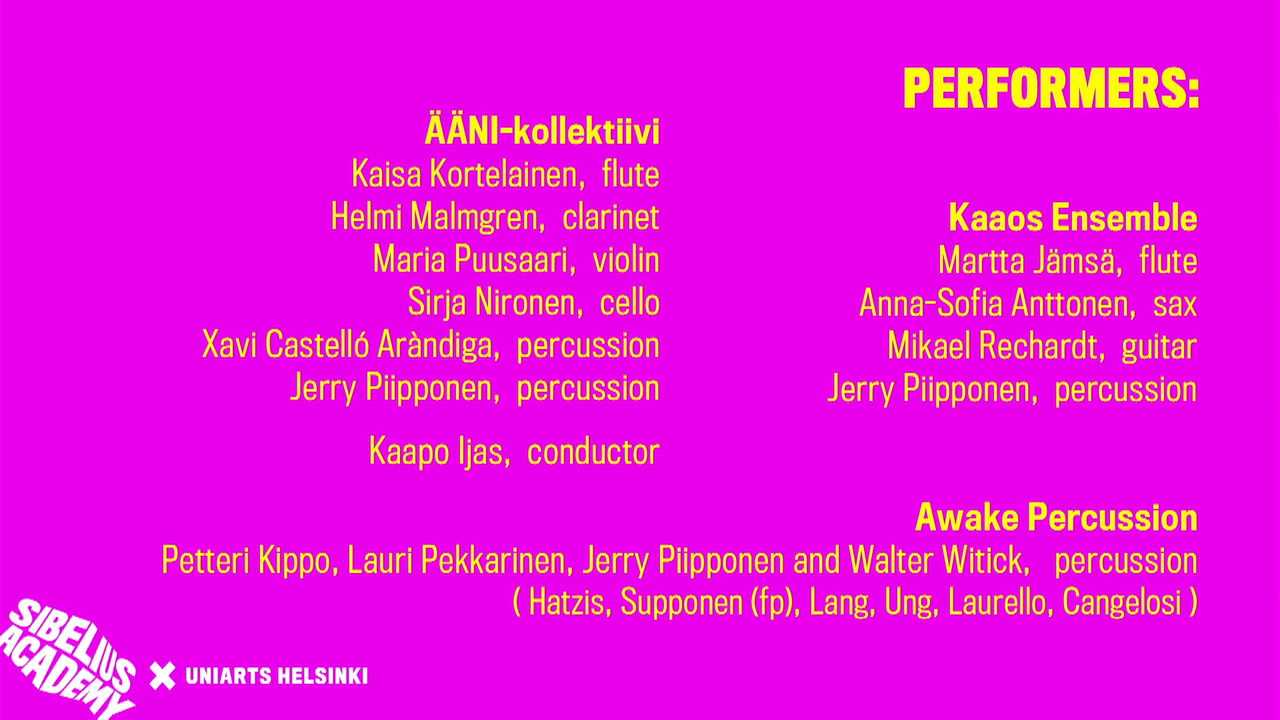 PERFORMERS:
ÄÄNI-kollektiivi
Kaisa Kortelainen, flute
Helmi Malmgren, clarinet
Maria Puusaari, violin
Sirja Nironen, cello
Xavi Castelló Aràndiga, percussion
Jerry Piipponen, percussion
Kaapo Ijas, conductor
Kaaos Ensemble
Martta Jämsä, flute
Anna-Sofia Anttonen, sax
Mikael Rechardt, guitar
Jerry Piipponen, percussion
Awake Percussion
Petteri Kippo, Lauri Pekkarinen, Jerry Piipponen and Walter Witick, percussion
( Hatzis, Supponen (fp), Lang, Ung, Laurello, Cangelosi )
SIBELIUS
ACADEMY
UNIARTS HELSINKI